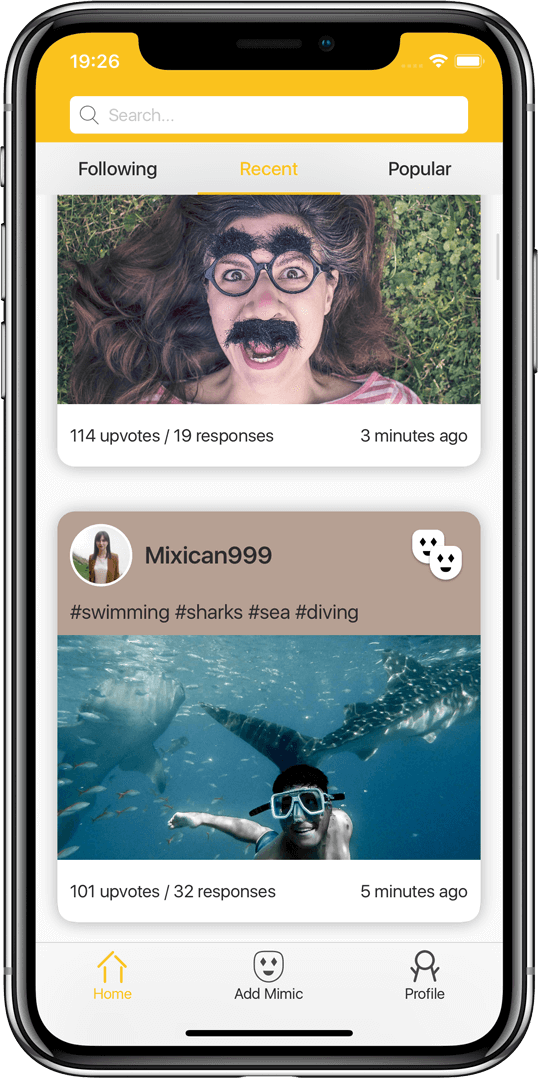 19:26
Search...
Following Recent Popular
114 upvotes / 19 responses 3 minutes ago
Mixican999
#swimming #sharks #sea #diving
101 upvotes / 32 responses 5 minutes ago
Home Add Mimic Profile